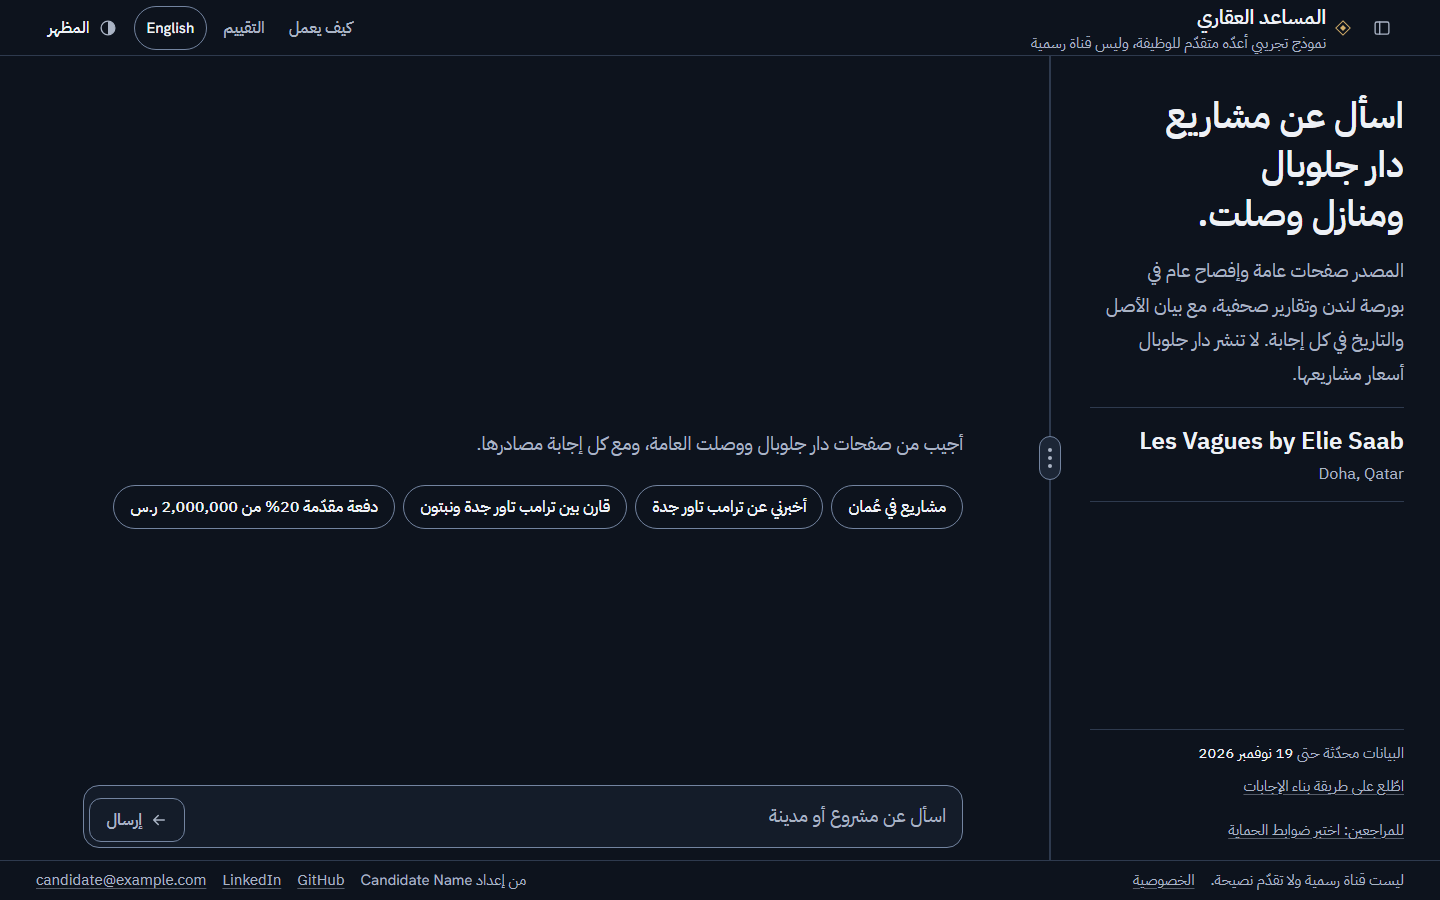 المساعد العقاري
نموذج تجريبي أعدّه متقدّم للوظيفة، وليس قناة رسمية
كيف يعمل
التقييم
English
المظهر
اسأل عن مشاريع
دار جلوبال
ومنازل وصلت.
المصدر صفحات عامة وإفصاح عام في
بورصة لندن وتقارير صحفية، مع بيان الأصل
والتاريخ في كل إجابة. لا تنشر دار جلوبال
أسعار مشاريعها.
Les Vagues by Elie Saab
Doha, Qatar
البيانات محدّثة حتى 19 نوفمبر 2026
اطّلع على طريقة بناء الإجابات
للمراجعين: اختبر ضوابط الحماية
أجيب من صفحات دار جلوبال ووصلت العامة، ومع كل إجابة مصادرها.
مشاريع في عُمان
أخبرني عن ترامب تاور جدة
قارن بين ترامب تاور جدة ونبتون
دفعة مقدّمة 20% من 2,000,000 ر.س
اسأل عن مشروع أو مدينة
إرسال
ليست قناة رسمية ولا تقدّم نصيحة. الخصوصية
من إعداد Candidate Name GitHub LinkedIn candidate@example.com